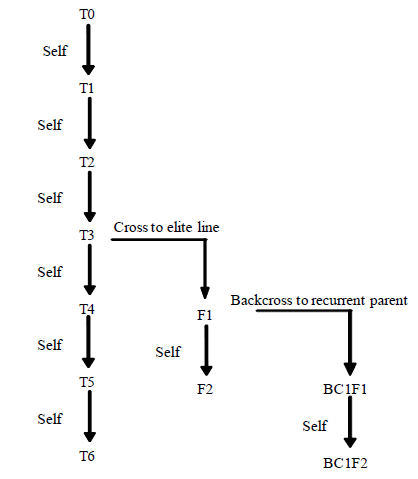 T0
Self
T1
Self
T2
Self
Cross to elite line
T3
Self
Backcross to recurrent parent
T4
F1
Self
Self
T5
F2
BC1F1
Self
Self
T6
BC1F2